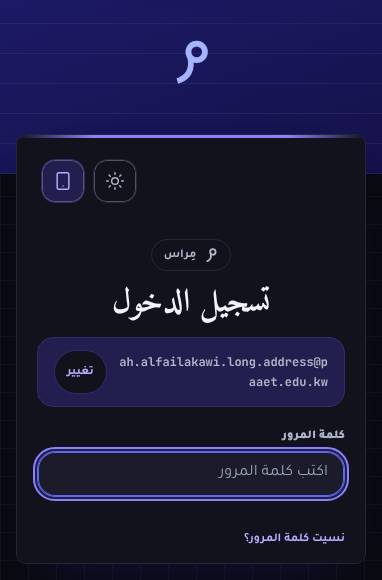 مِراس
تسجيل الدخول
ah.alfailakawi.long.address@p
aaet.edu.kw
تغيير
كلمة المرور
اكتب كلمة المرور
نسيت كلمة المرور؟